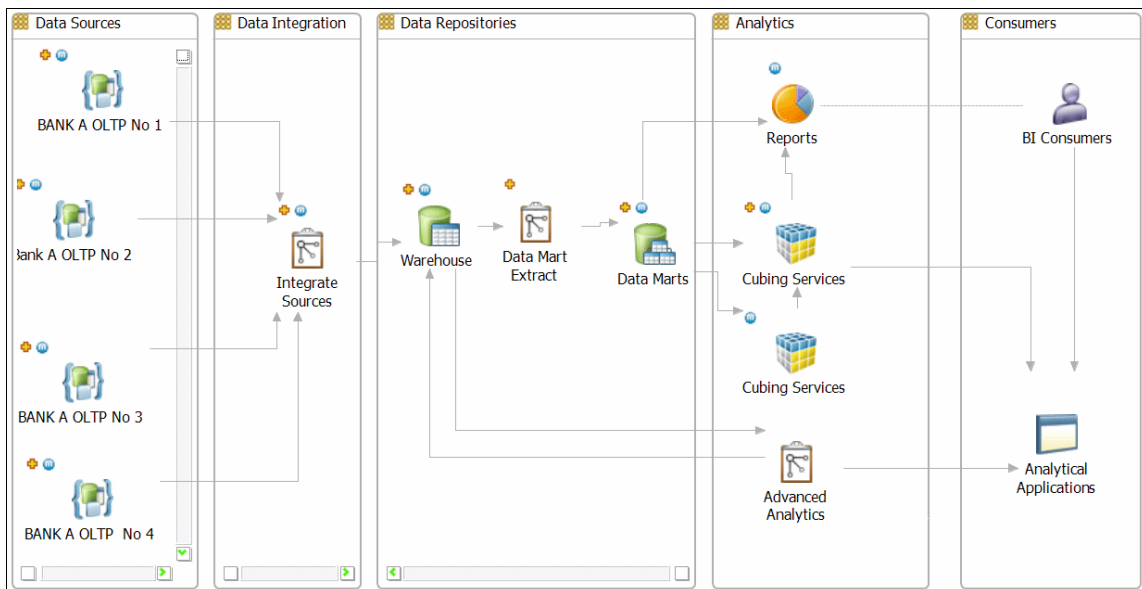 Data Sources
Data Integration
Data Repositories
Analytics
Consumers
BANK A OLTP No 1
Bank A OLTP No 2
BANK A OLTP No 3
BANK A OLTP No 4
Integrate
Sources
Warehouse
Data Mart
Extract
Data Marts
Reports
Cubing Services
Cubing Services
Advanced
Analytics
BI Consumers
Analytical
Applications